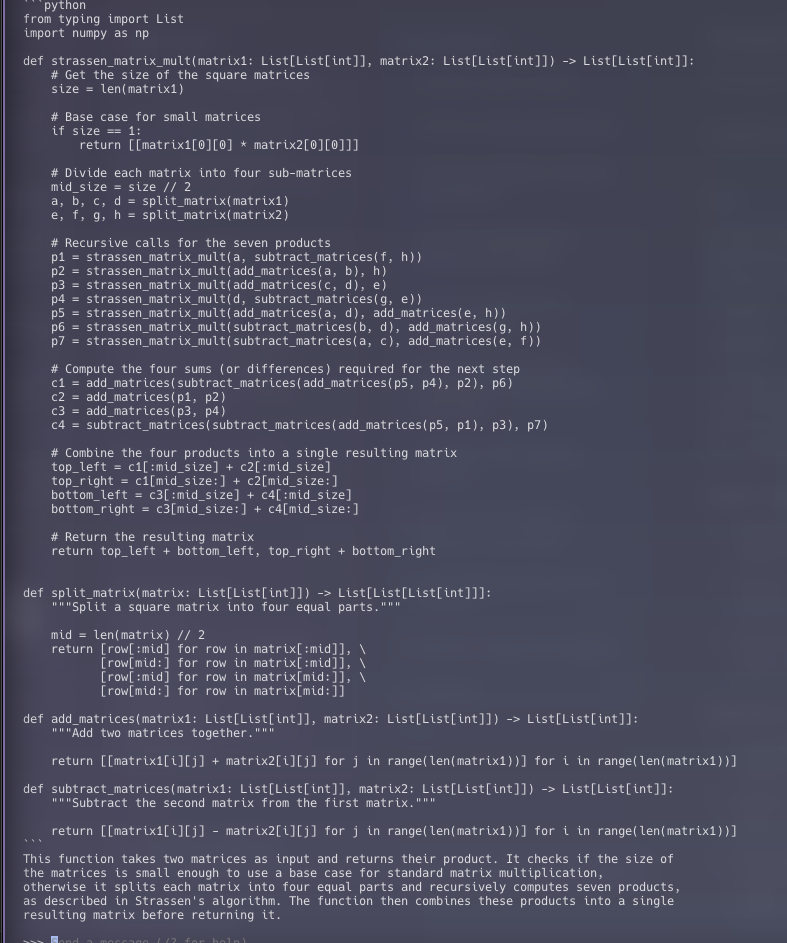 ```python
from typing import List
import numpy as np

def strassen_matrix_mult(matrix1: List[List[int]], matrix2: List[List[int]]) -> List[List[int]]:
    # Get the size of the square matrices
    size = len(matrix1)

    # Base case for small matrices
    if size == 1:
        return [[matrix1[0][0] * matrix2[0][0]]]

    # Divide each matrix into four sub-matrices
    mid_size = size // 2
    a, b, c, d = split_matrix(matrix1)
    e, f, g, h = split_matrix(matrix2)

    # Recursive calls for the seven products
    p1 = strassen_matrix_mult(a, subtract_matrices(f, h))
    p2 = strassen_matrix_mult(add_matrices(a, b), h)
    p3 = strassen_matrix_mult(add_matrices(c, d), e)
    p4 = strassen_matrix_mult(d, subtract_matrices(g, e))
    p5 = strassen_matrix_mult(add_matrices(a, d), add_matrices(e, h))
    p6 = strassen_matrix_mult(subtract_matrices(b, d), add_matrices(g, h))
    p7 = strassen_matrix_mult(subtract_matrices(a, c), add_matrices(e, f))

    # Compute the four sums (or differences) required for the next step
    c1 = add_matrices(subtract_matrices(add_matrices(p5, p4), p2), p6)
    c2 = add_matrices(p1, p2)
    c3 = add_matrices(p3, p4)
    c4 = subtract_matrices(subtract_matrices(add_matrices(p5, p1), p3), p7)

    # Combine the four products into a single resulting matrix
    top_left = c1[:mid_size] + c2[:mid_size]
    top_right = c1[mid_size:] + c2[mid_size:]
    bottom_left = c3[:mid_size] + c4[:mid_size]
    bottom_right = c3[mid_size:] + c4[mid_size:]

    # Return the resulting matrix
    return top_left + bottom_left, top_right + bottom_right


def split_matrix(matrix: List[List[int]]) -> List[List[List[int]]]:
    """Split a square matrix into four equal parts."""

    mid = len(matrix) // 2
    return [row[:mid] for row in matrix[:mid]], \
           [row[mid:] for row in matrix[:mid]], \
           [row[:mid] for row in matrix[mid:]], \
           [row[mid:] for row in matrix[mid:]]

def add_matrices(matrix1: List[List[int]], matrix2: List[List[int]]) -> List[List[int]]:
    """Add two matrices together."""

    return [[matrix1[i][j] + matrix2[i][j] for j in range(len(matrix1))] for i in range(len(matrix1))]

def subtract_matrices(matrix1: List[List[int]], matrix2: List[List[int]]) -> List[List[int]]:
    """Subtract the second matrix from the first matrix."""

    return [[matrix1[i][j] - matrix2[i][j] for j in range(len(matrix1))] for i in range(len(matrix1))]
```
This function takes two matrices as input and returns their product. It checks if the size of
the matrices is small enough to use a base case for standard matrix multiplication,
otherwise it splits each matrix into four equal parts and recursively computes seven products,
as described in Strassen's algorithm. The function then combines these products into a single
resulting matrix before returning it.

>>> Send a message (/? for help)